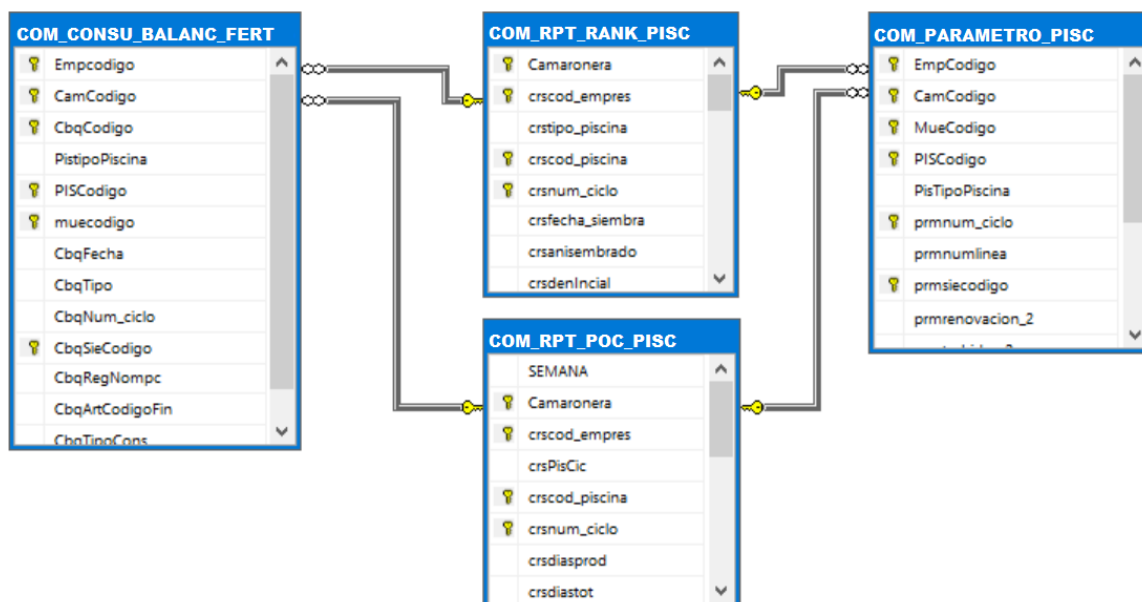 COM_CONSU_BALANC_FERT
Empcodigo
CamCodigo
CbqCodigo
PistipoPiscina
PISCodigo
muecodigo
CbqFecha
CbqTipo
CbqNum_ciclo
CbqSieCodigo
CbqRegNompc
CbqArtCodigoFin
CbqTipoCons
COM_RPT_RANK_PISC
Camaronera
crscod_empres
crstipo_piscina
crscod_piscina
crsnum_ciclo
crsfecha_siembra
crsanisembrado
crsdenIncial
COM_PARAMETRO_PISC
EmpCodigo
CamCodigo
MueCodigo
PISCodigo
PisTipoPiscina
prmnum_ciclo
prmnumlinea
prmsiecodigo
prmrenovacion_2
COM_RPT_POC_PISC
SEMANA
Camaronera
crscod_empres
crsPisCic
crscod_piscina
crsnum_ciclo
crsdiasprod
crsdiastot